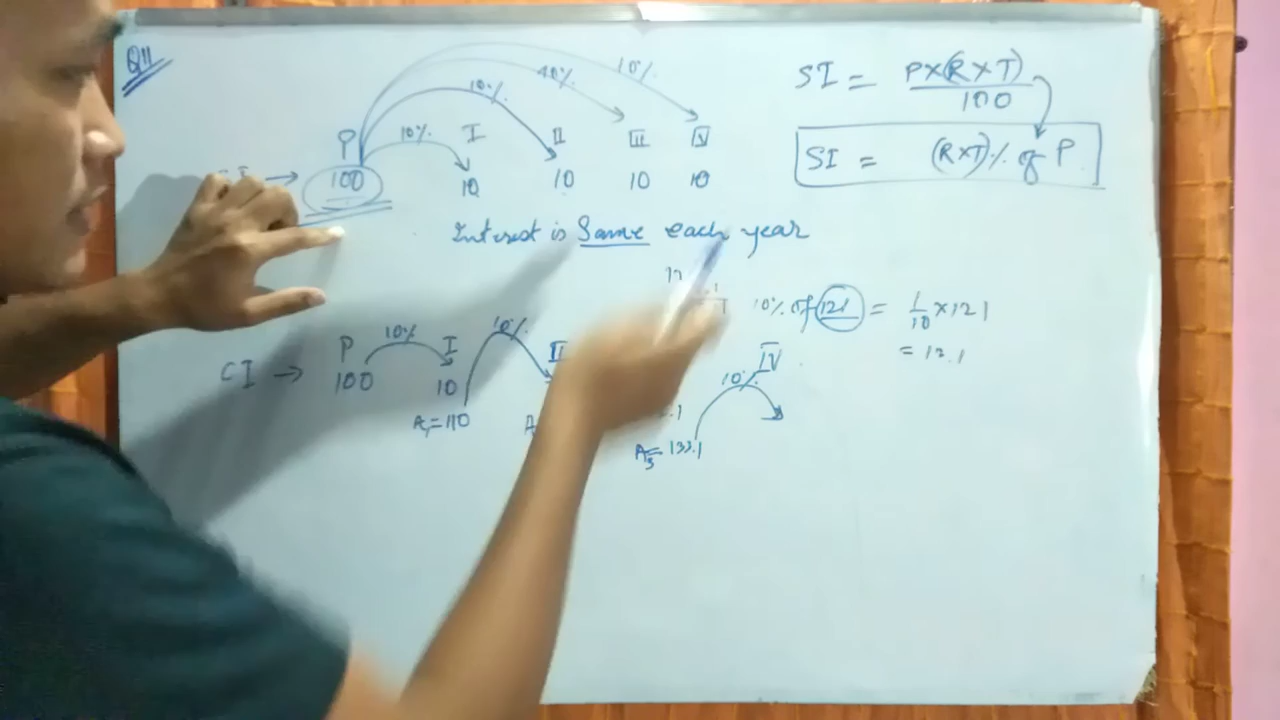 Q11
SI = P×(R×T)
100
SI = (R×T)% of P
10% 10% 10% 10%
P I II III IV
→ 100 10 10 10 10
Interest is Same each year
10% of 121 = 1/10 × 121
= 12.1
10% 10% 10%
CI → P I II IV
100 10
A₁=110 A
A₃= 133.1